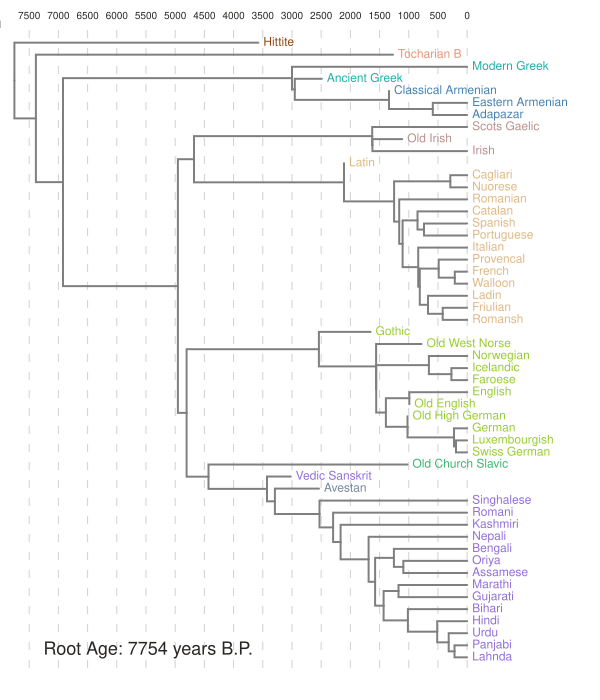 7500 7000 6500 6000 5500 5000 4500 4000 3500 3000 2500 2000 1500 1000 500 0
Hittite
Tocharian B
Modern Greek
Ancient Greek
Classical Armenian
Eastern Armenian
Adapazar
Scots Gaelic
Old Irish
Irish
Latin
Cagliari
Nuorese
Romanian
Catalan
Spanish
Portuguese
Italian
Provencal
French
Walloon
Ladin
Friulian
Romansh
Gothic
Old West Norse
Norwegian
Icelandic
Faroese
English
Old English
Old High German
German
Luxembourgish
Swiss German
Old Church Slavic
Vedic Sanskrit
Avestan
Singhalese
Romani
Kashmiri
Nepali
Bengali
Oriya
Assamese
Marathi
Gujarati
Bihari
Hindi
Urdu
Panjabi
Lahnda
Root Age: 7754 years B.P.